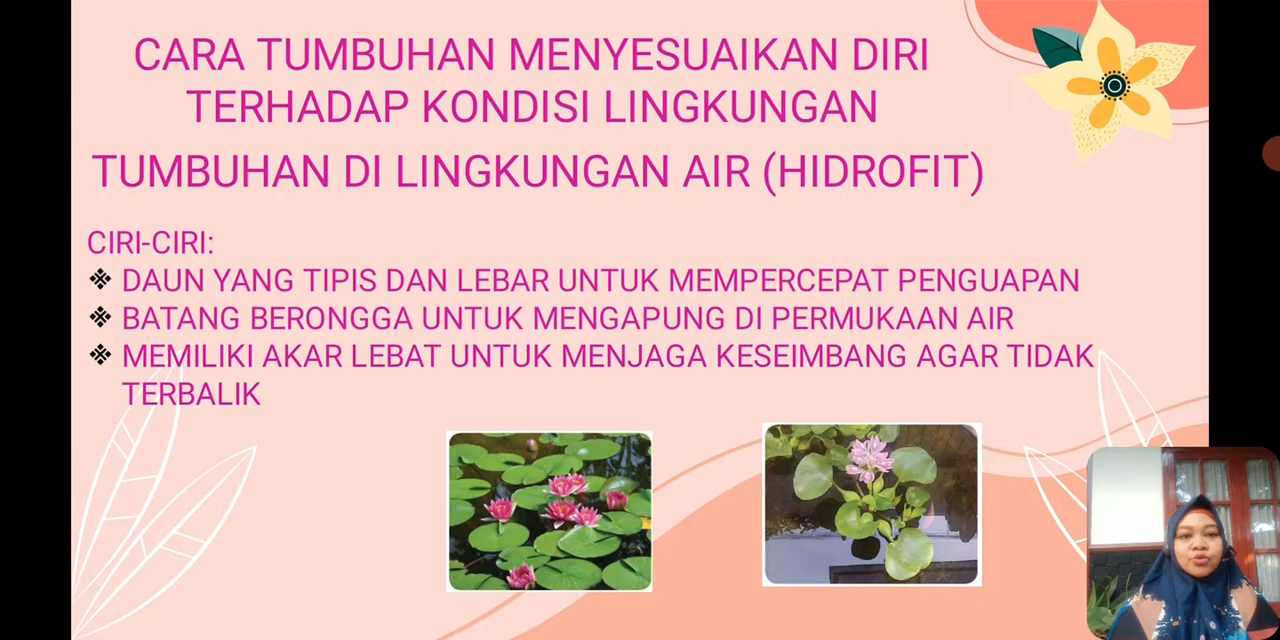 CARA TUMBUHAN MENYESUAIKAN DIRI
TERHADAP KONDISI LINGKUNGAN
TUMBUHAN DI LINGKUNGAN AIR (HIDROFIT)
CIRI-CIRI:
❖ DAUN YANG TIPIS DAN LEBAR UNTUK MEMPERCEPAT PENGUAPAN
❖ BATANG BERONGGA UNTUK MENGAPUNG DI PERMUKAAN AIR
❖ MEMILIKI AKAR LEBAT UNTUK MENJAGA KESEIMBANG AGAR TIDAK
TERBALIK